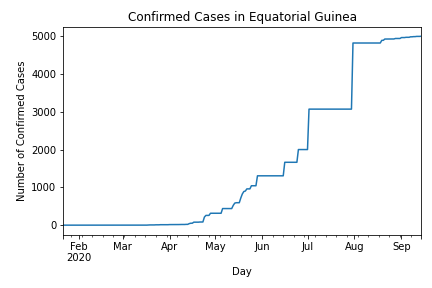 Confirmed Cases in Equatorial Guinea
Number of Confirmed Cases
5000
4000
3000
2000
1000
0
Feb Mar Apr May Jun Jul Aug Sep
2020
Day